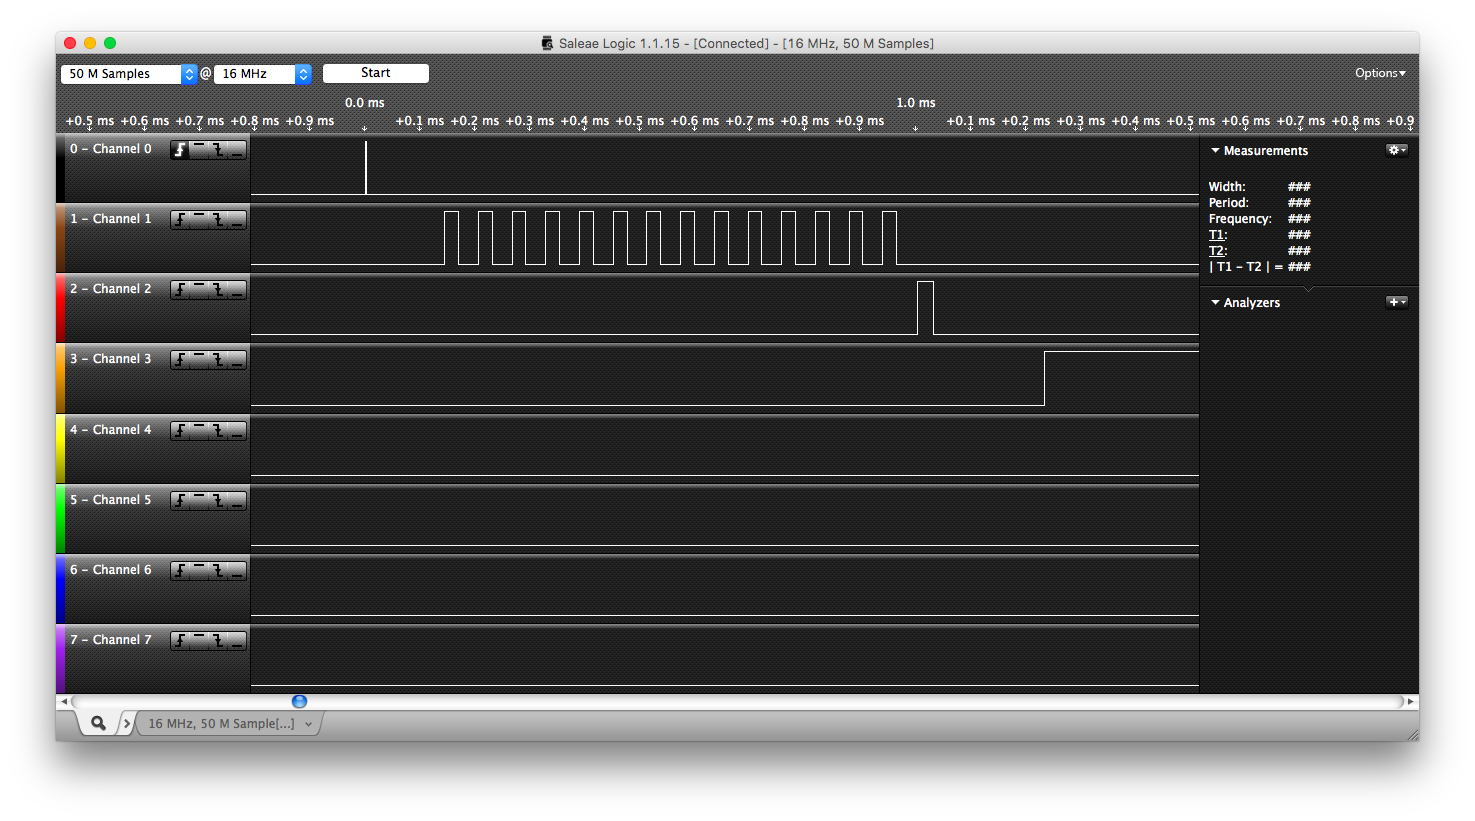 Saleae Logic 1.1.15 - [Connected] - [16 MHz, 50 M Samples]
50 M Samples @ 16 MHz Start Options
0.0 ms 1.0 ms
+0.5 ms +0.6 ms +0.7 ms +0.8 ms +0.9 ms +0.1 ms +0.2 ms +0.3 ms +0.4 ms +0.5 ms +0.6 ms +0.7 ms +0.8 ms +0.9 ms +0.1 ms +0.2 ms +0.3 ms +0.4 ms +0.5 ms +0.6 ms +0.7 ms +0.8 ms +0.9
0 - Channel 0
1 - Channel 1
2 - Channel 2
3 - Channel 3
4 - Channel 4
5 - Channel 5
6 - Channel 6
7 - Channel 7
Measurements
Width: ###
Period: ###
Frequency: ###
T1: ###
T2: ###
| T1 - T2 | = ###
Analyzers
16 MHz, 50 M Sample[...]